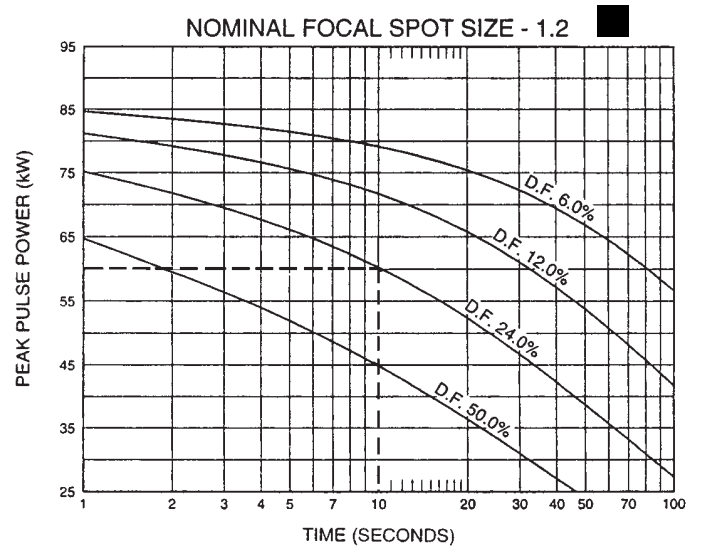 NOMINAL FOCAL SPOT SIZE - 1.2
95
85
75
65
55
45
35
25
PEAK PULSE POWER (kW)
D.F. 6.0%
D.F. 12.0%
D.F. 24.0%
D.F. 50.0%
1 2 3 4 5 7 10 20 30 40 50 70 100
TIME (SECONDS)